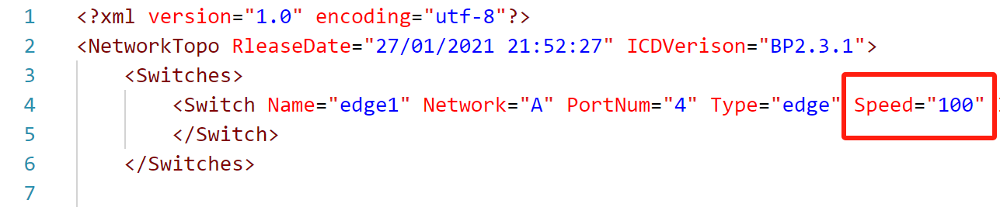 1 <?xml version="1.0" encoding="utf-8"?>
2 <NetworkTopo RleaseDate="27/01/2021 21:52:27" ICDVerison="BP2.3.1">
3 <Switches>
4 <Switch Name="edge1" Network="A" PortNum="4" Type="edge" Speed="100"
5 </Switch>
6 </Switches>
7